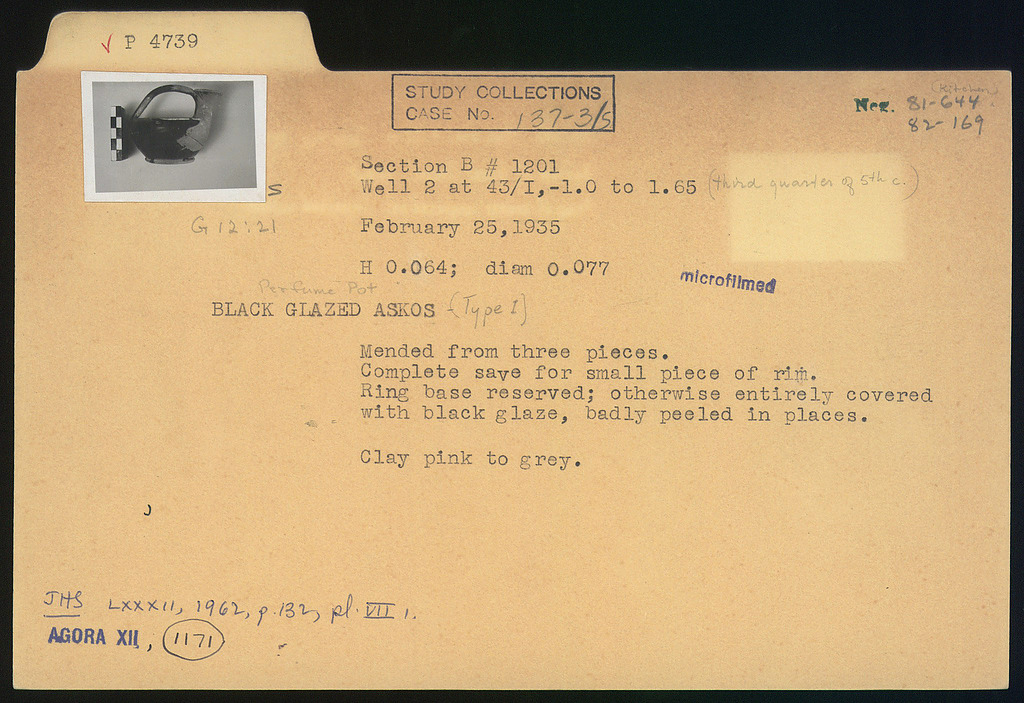 ✓ P 4739
STUDY COLLECTIONS
CASE No. 137-3/5
(Kitchen)
Neg. 81-644
82-169
Section B # 1201
Well 2 at 43/I,-1.0 to 1.65 (third quarter of 5th c.)
S
G 12:21
February 25,1935
H 0.064; diam 0.077
microfilmed
Perfume Pot
BLACK GLAZED ASKOS (Type I)
Mended from three pieces.
Complete save for small piece of rim.
Ring base reserved; otherwise entirely covered
with black glaze, badly peeled in places.
Clay pink to grey.
JHS LXXXII, 1962, p.132, pl. VII 1.
AGORA XII, 1171